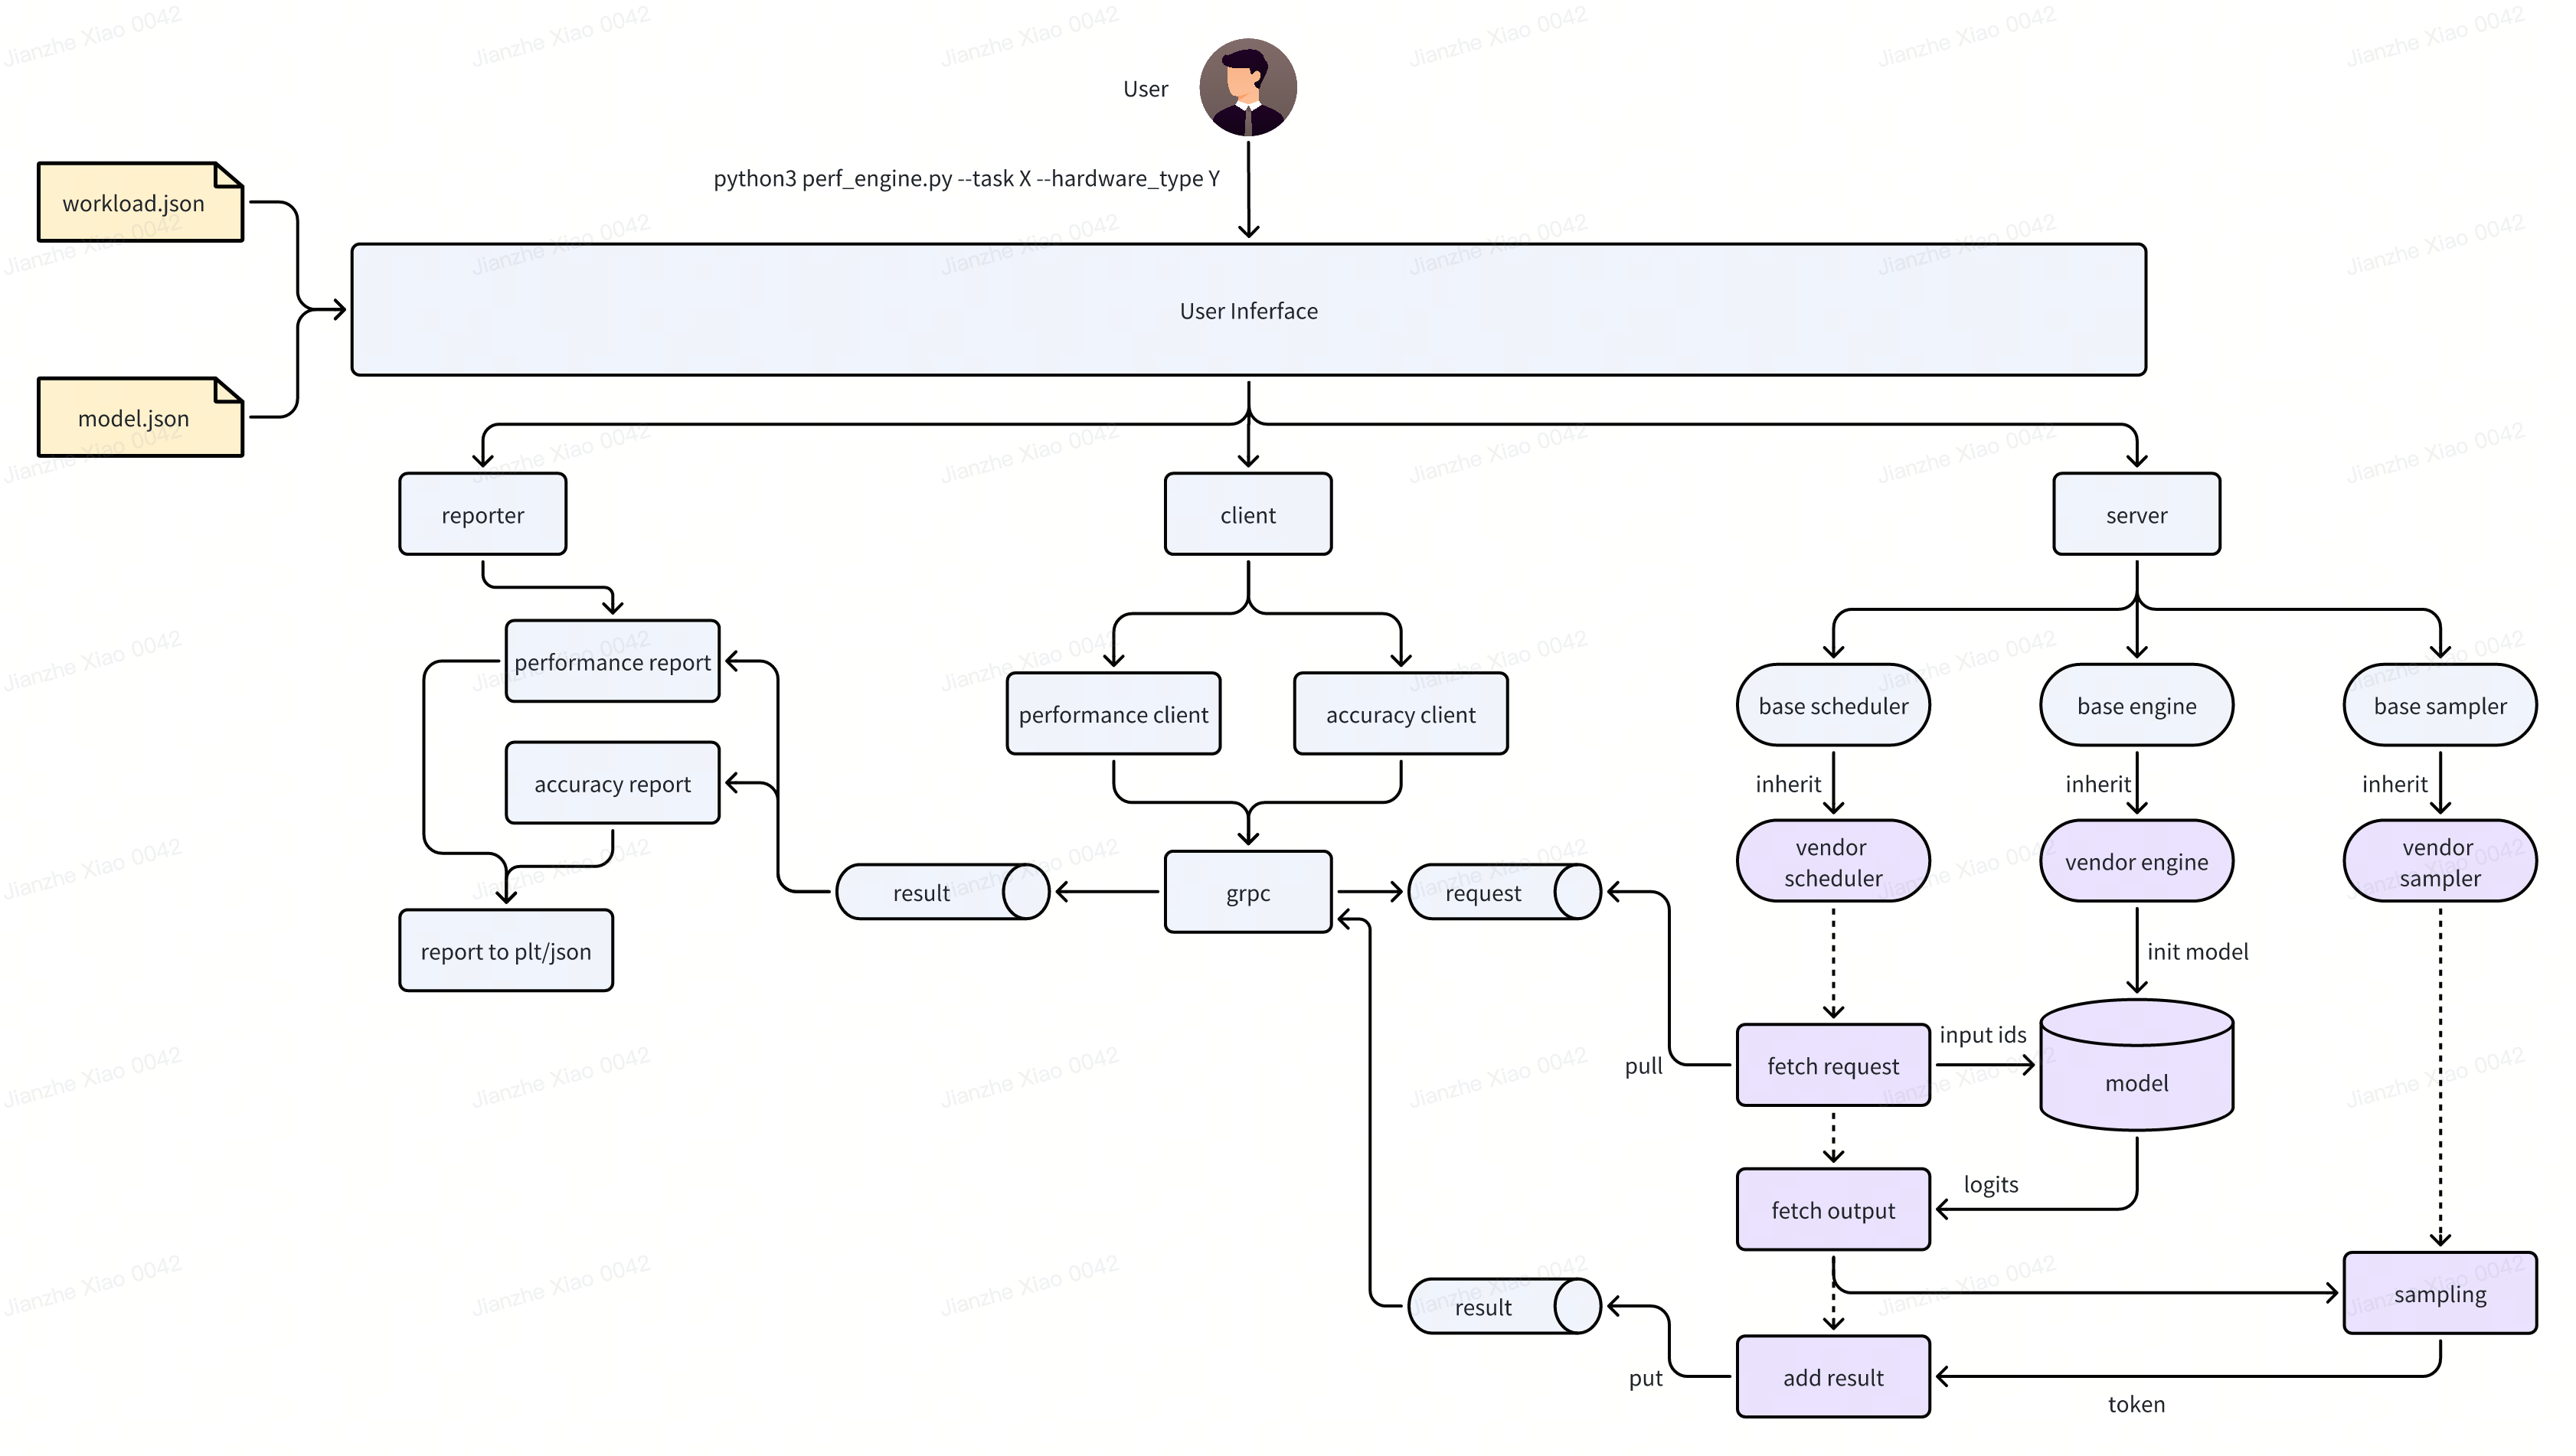 User
python3 perf_engine.py --task X --hardware_type Y
workload.json
User Inferface
model.json
reporter
client
server
performance report
performance client
accuracy client
base scheduler
base engine
base sampler
accuracy report
inherit
inherit
inherit
vendor
scheduler
vendor engine
vendor
sampler
result
grpc
request
report to plt/json
init model
input ids
pull
fetch request
model
logits
fetch output
result
sampling
put
add result
token
Jianzhe Xiao 0042